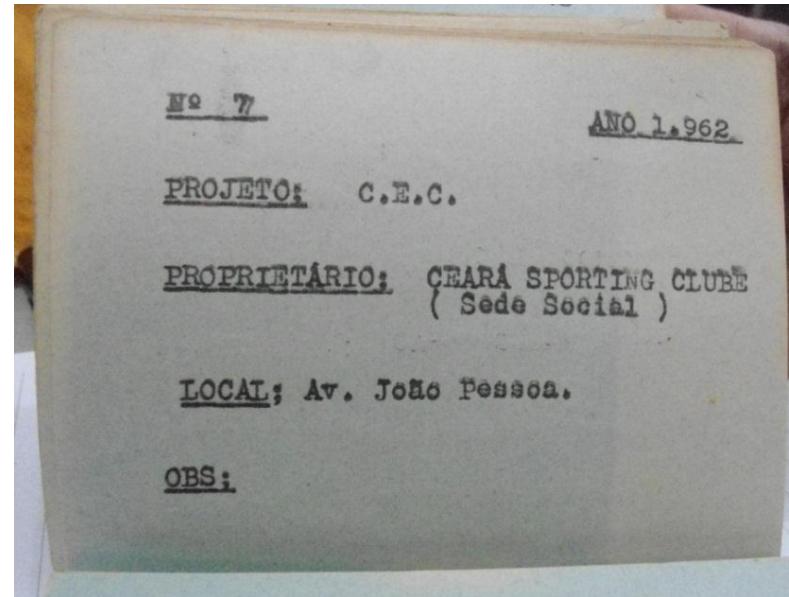 Nº 7
ANO 1.962
PROJETO: C.E.C.
PROPRIETÁRIO: CEARÁ SPORTING CLUBE
( Sede Social )
LOCAL; Av. João Pessoa.
OBS;